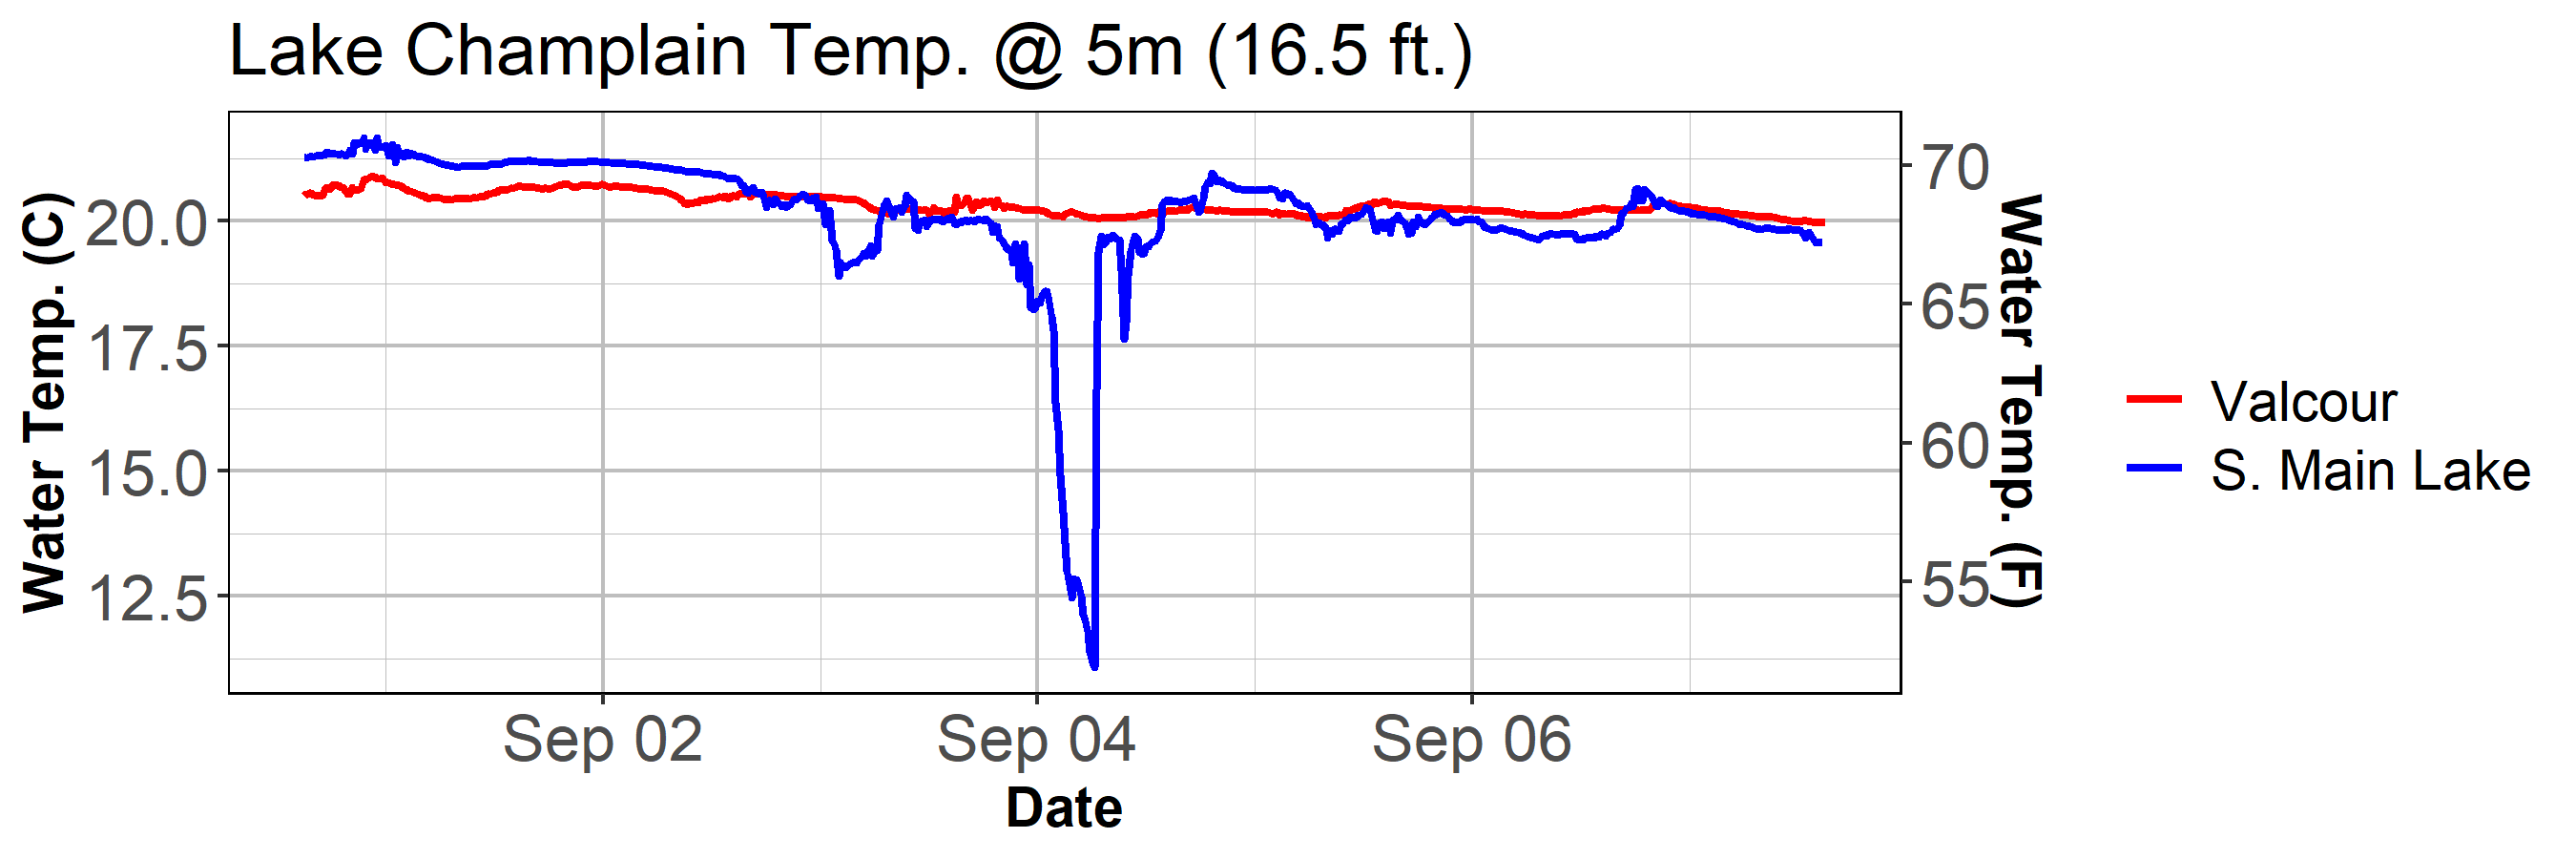 Lake Champlain Temp. @ 5m (16.5 ft.)
Water Temp. (C)
20.0
17.5
15.0
12.5
70
65
60
55
Water Temp. (F)
Valcour
S. Main Lake
Sep 02
Sep 04
Sep 06
Date